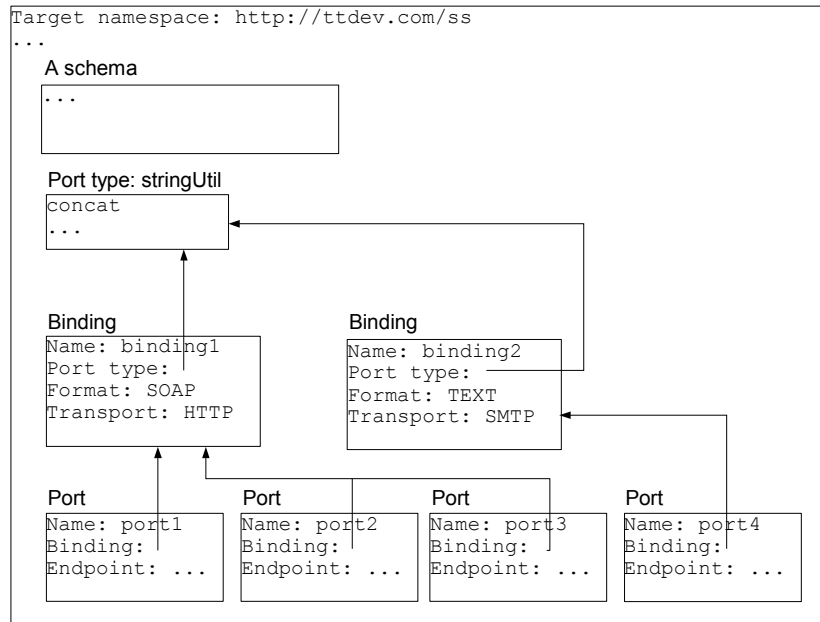 Target namespace: http://ttdev.com/ss
...
A schema
...
Port type: stringUtil
concat
...
Binding
Name: binding1
Port type:
Format: SOAP
Transport: HTTP
Binding
Name: binding2
Port type:
Format: TEXT
Transport: SMTP
Port
Name: port1
Binding:
Endpoint: ...
Port
Name: port2
Binding:
Endpoint: ...
Port
Name: port3
Binding:
Endpoint: ...
Port
Name: port4
Binding:
Endpoint: ...